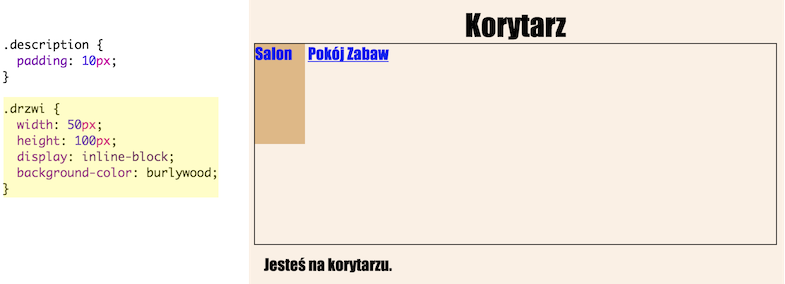 .description {
  padding: 10px;
}
.drzwi {
  width: 50px;
  height: 100px;
  display: inline-block;
  background-color: burlywood;
}
Korytarz
Salon Pokój Zabaw
Jesteś na korytarzu.